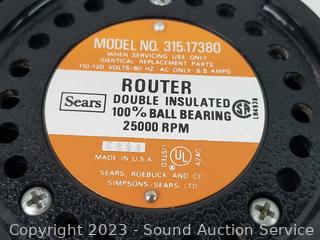 MODEL NO. 315.17380
WHEN SERVICING USE ONLY
IDENTICAL REPLACEMENT PARTS
110-120 VOLTS-60 HZ-AC ONLY-6.5 AMPS
ROUTER
Sears
DOUBLE INSULATED
100% BALL BEARING
25000 RPM
MADE IN U.S.A.
LISTED
UL
A240
SEARS, ROEBUCK AND CO.
SIMPSONS-SEARS LTD.
Copyright 2023 - Sound Auction Service